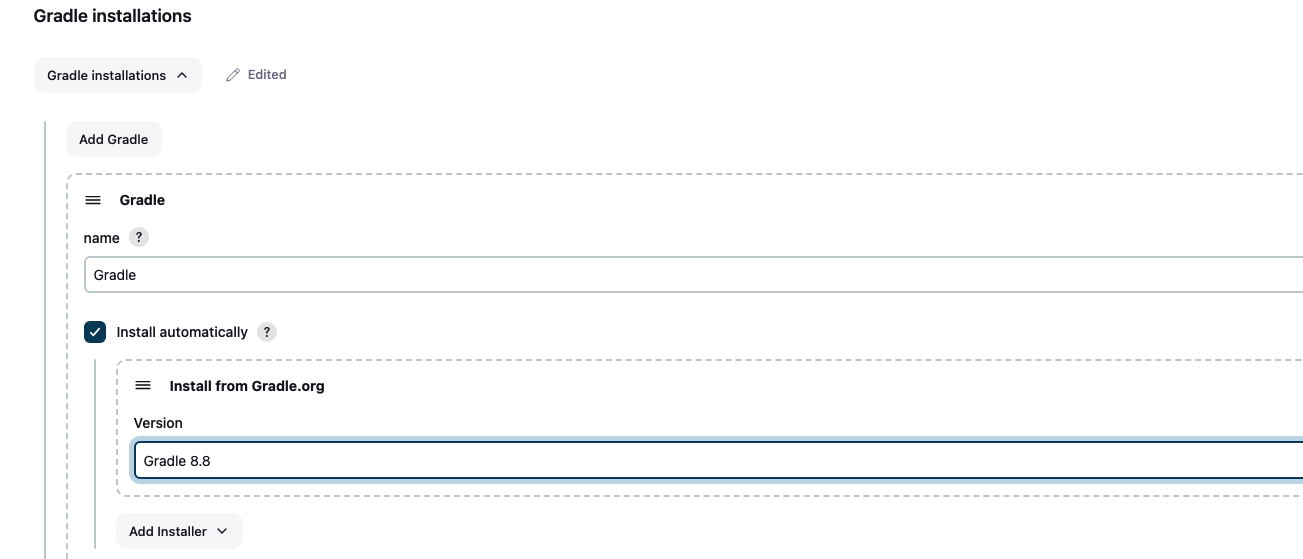 Gradle installations
Gradle installations
Edited
Add Gradle
Gradle
name ?
Gradle
Install automatically ?
Install from Gradle.org
Version
Gradle 8.8
Add Installer